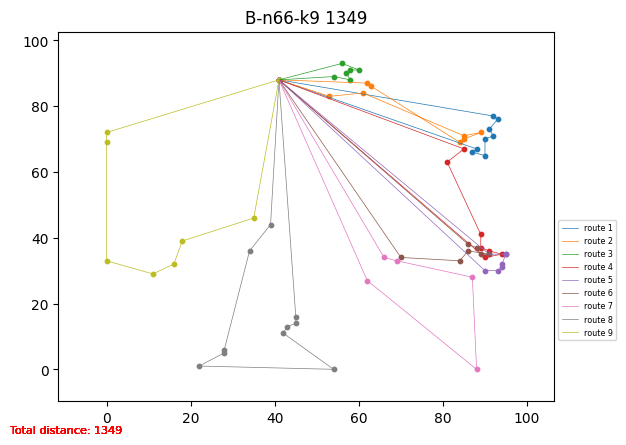 B-n66-k9 1349
100
80
60
40
20
0
0 20 40 60 80 100
route 1
route 2
route 3
route 4
route 5
route 6
route 7
route 8
route 9
Total distance: 1349